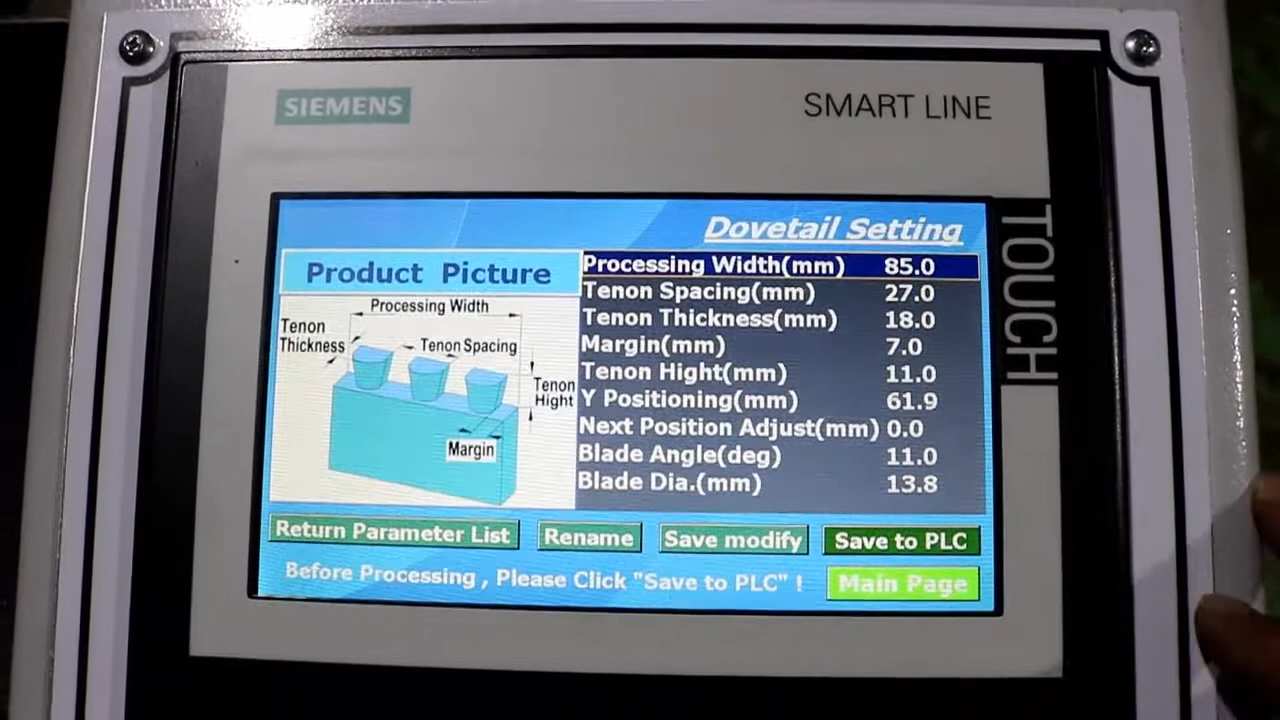 SIEMENS
SMART LINE
TOUCH
Dovetail Setting
Product Picture
Processing Width
Tenon
Thickness
Tenon Spacing
Tenon
Hight
Margin
Processing Width(mm) 85.0
Tenon Spacing(mm) 27.0
Tenon Thickness(mm) 18.0
Margin(mm) 7.0
Tenon Hight(mm) 11.0
Y Positioning(mm) 61.9
Next Position Adjust(mm) 0.0
Blade Angle(deg) 11.0
Blade Dia.(mm) 13.8
Return Parameter List
Rename
Save modify
Save to PLC
Before Processing , Please Click "Save to PLC" !
Main Page